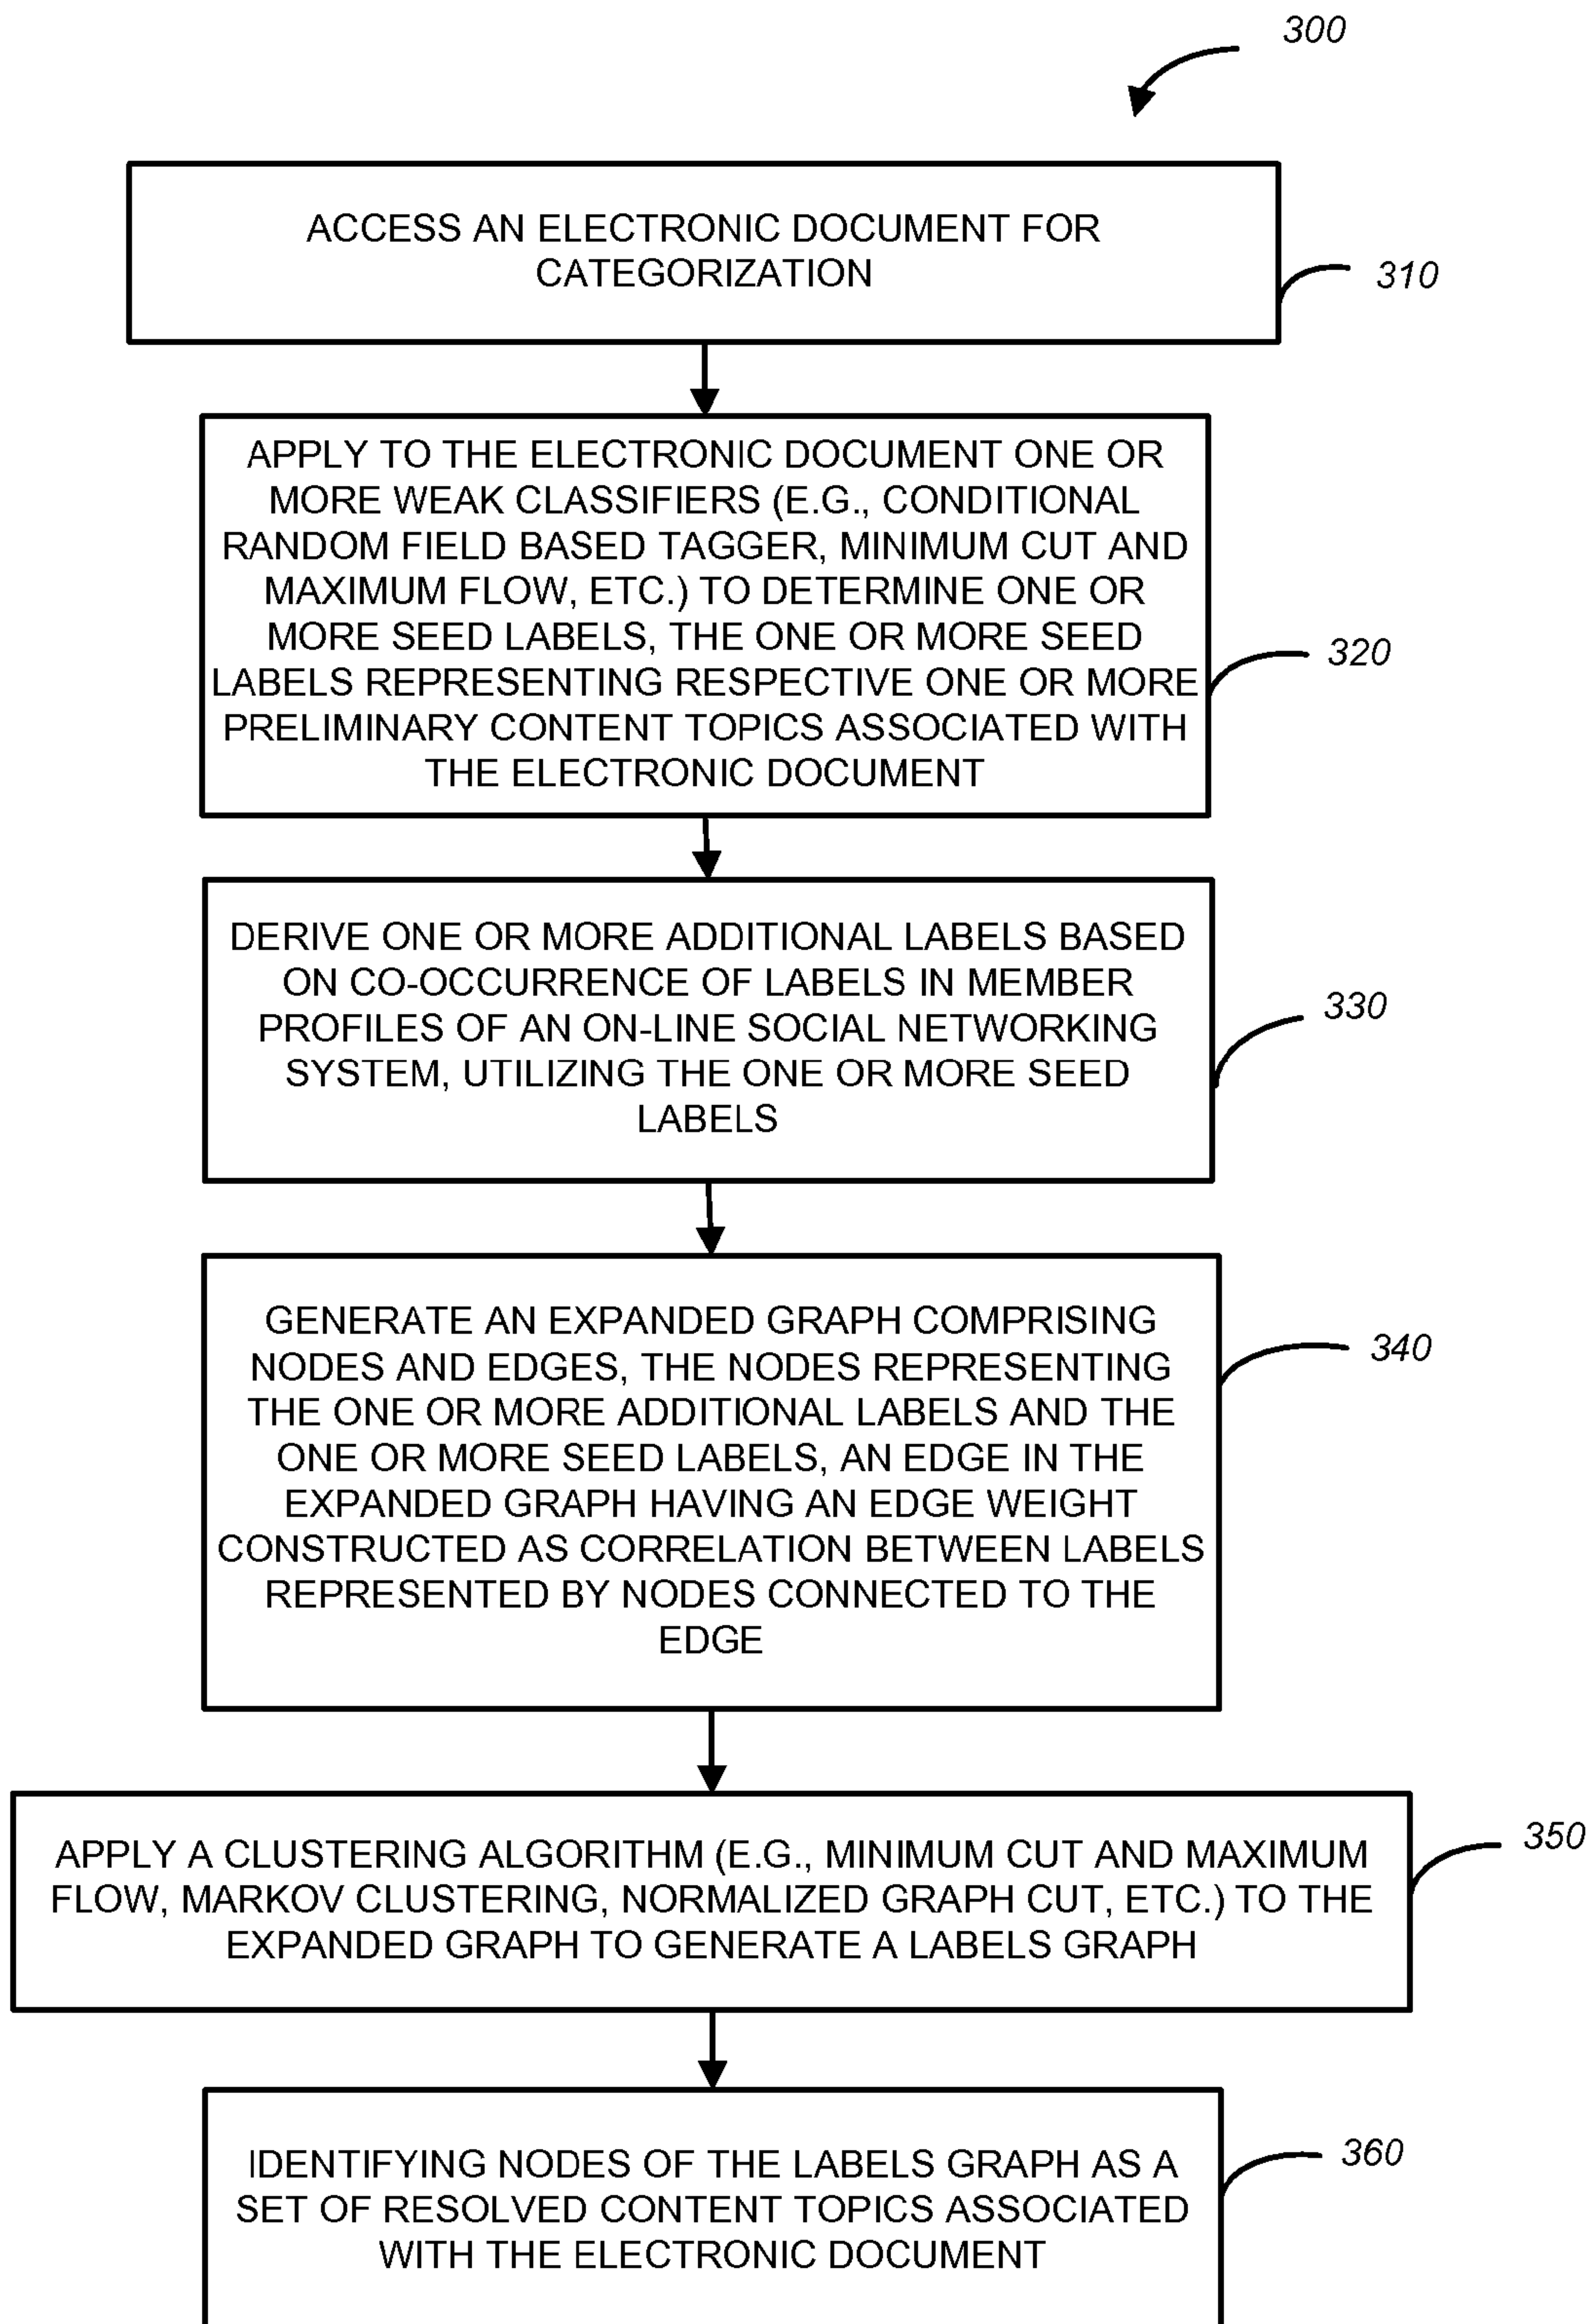 300
ACCESS AN ELECTRONIC DOCUMENT FOR
CATEGORIZATION
310
APPLY TO THE ELECTRONIC DOCUMENT ONE OR
MORE WEAK CLASSIFIERS (E.G., CONDITIONAL
RANDOM FIELD BASED TAGGER, MINIMUM CUT AND
MAXIMUM FLOW, ETC.) TO DETERMINE ONE OR
MORE SEED LABELS, THE ONE OR MORE SEED
LABELS REPRESENTING RESPECTIVE ONE OR MORE
PRELIMINARY CONTENT TOPICS ASSOCIATED WITH
THE ELECTRONIC DOCUMENT
320
DERIVE ONE OR MORE ADDITIONAL LABELS BASED
ON CO-OCCURRENCE OF LABELS IN MEMBER
PROFILES OF AN ON-LINE SOCIAL NETWORKING
SYSTEM, UTILIZING THE ONE OR MORE SEED
LABELS
330
GENERATE AN EXPANDED GRAPH COMPRISING
NODES AND EDGES, THE NODES REPRESENTING
THE ONE OR MORE ADDITIONAL LABELS AND THE
ONE OR MORE SEED LABELS, AN EDGE IN THE
EXPANDED GRAPH HAVING AN EDGE WEIGHT
CONSTRUCTED AS CORRELATION BETWEEN LABELS
REPRESENTED BY NODES CONNECTED TO THE
EDGE
340
APPLY A CLUSTERING ALGORITHM (E.G., MINIMUM CUT AND MAXIMUM
FLOW, MARKOV CLUSTERING, NORMALIZED GRAPH CUT, ETC.) TO THE
EXPANDED GRAPH TO GENERATE A LABELS GRAPH
350
IDENTIFYING NODES OF THE LABELS GRAPH AS A
SET OF RESOLVED CONTENT TOPICS ASSOCIATED
WITH THE ELECTRONIC DOCUMENT
360